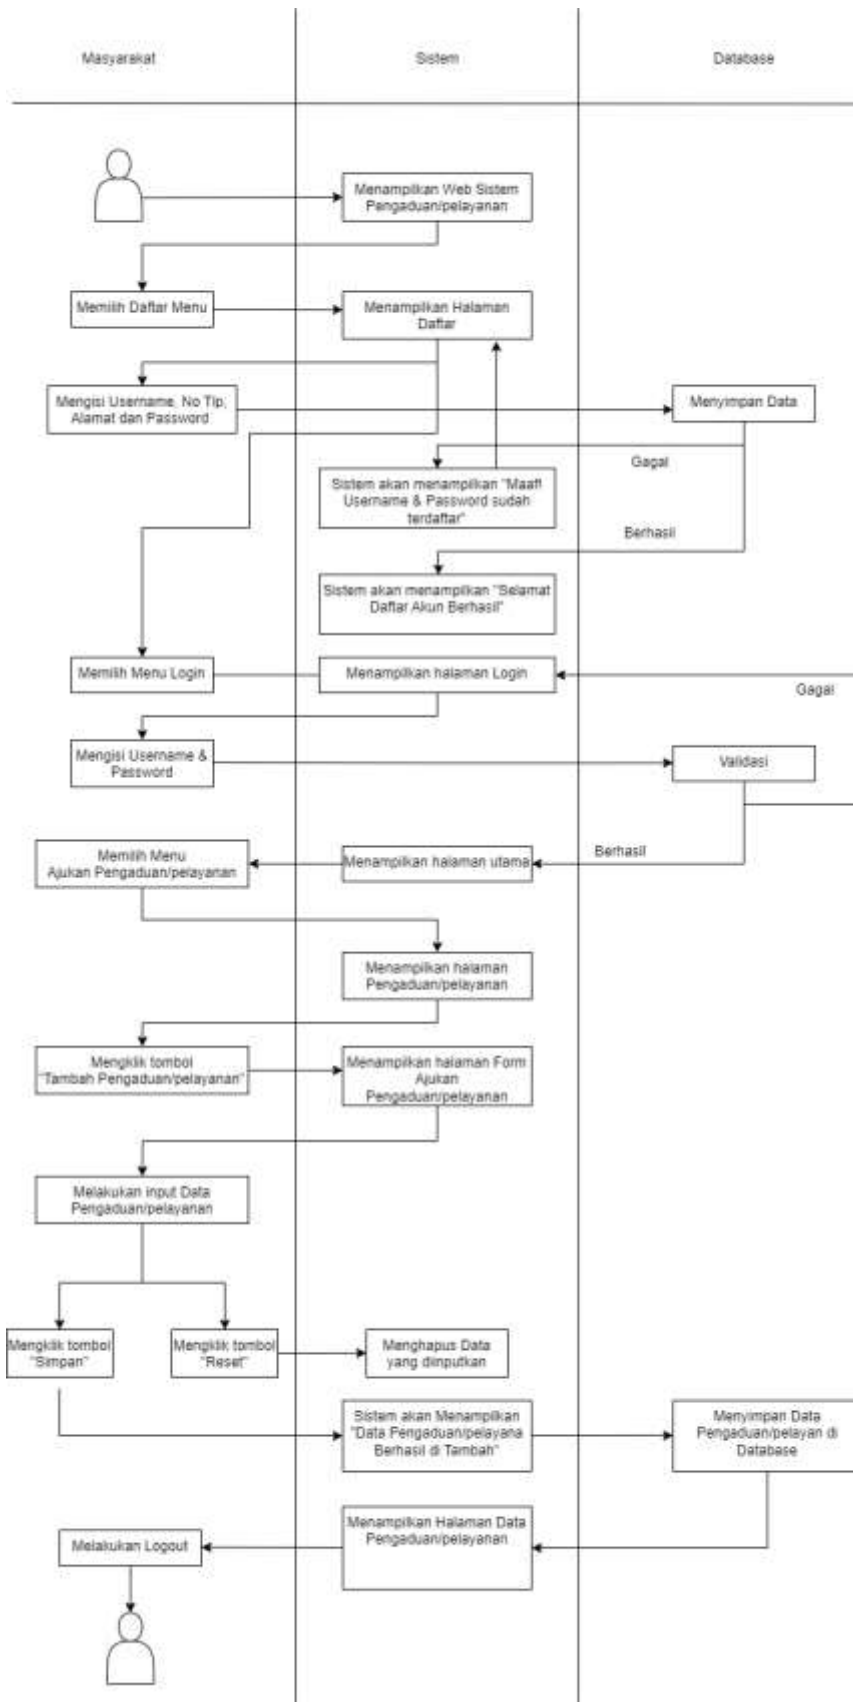 Masyarakat
Sistem
Database
Menampilkan Web Sistem
Pengaduan/pelayanan
Memilih Daftar Menu
Menampilkan Halaman
Daftar
Mengisi Username, No Tlp,
Alamat dan Password
Menyimpan Data
Gagal
Sistem akan menampilkan "Maaf!
Username & Password sudah
terdaftar"
Berhasil
Sistem akan menampilkan "Selamat
Daftar Akun Berhasil"
Memilih Menu Login
Menampilkan halaman Login
Gagal
Mengisi Username &
Password
Validasi
Memilih Menu
Ajukan Pengaduan/pelayanan
Menampilkan halaman utama
Berhasil
Menampilkan halaman
Pengaduan/pelayanan
Mengklik tombol
"Tambah Pengaduan/pelayanan"
Menampilkan halaman Form
Ajukan
Pengaduan/pelayanan
Melakukan input Data
Pengaduan/pelayanan
Mengklik tombol
"Simpan"
Mengklik tombol
"Reset"
Menghapus Data
yang diinputkan
Sistem akan Menampilkan
"Data Pengaduan/pelayana
Berhasil di Tambah"
Menyimpan Data
Pengaduan/pelayan di
Database
Menampilkan Halaman Data
Pengaduan/pelayanan
Melakukan Logout